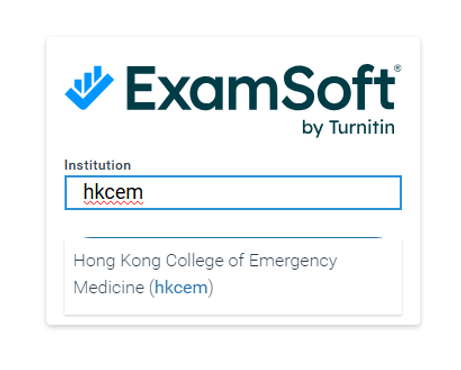 ExamSoft®
by Turnitin
Institution
hkcem
Hong Kong College of Emergency
Medicine (hkcem)